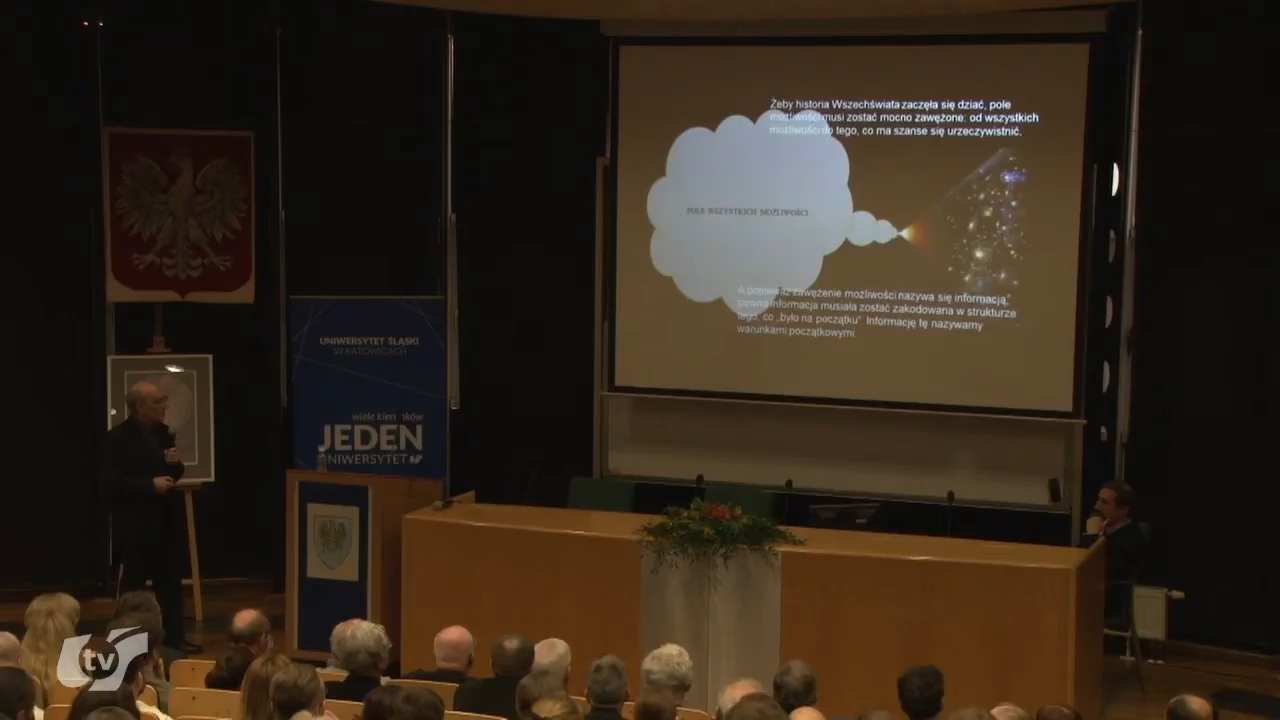 Żeby historia Wszechświata zaczęła się dziać, pole
możliwości musi zostać mocno zawężone: od wszystkich
możliwości do tego, co ma szanse się urzeczywistnić.
POLE WSZYSTKICH MOŻLIWOŚCI
A ponieważ zawężenie możliwości nazywa się informacją,
pewna informacja musiała zostać zakodowana w strukturze
tego, co „było na początku" Informację tę nazywamy
warunkami początkowymi.
UNIWERSYTET ŚLĄSKI
W KATOWICACH
wiele kierunków
JEDEN
UNIWERSYTET
tv